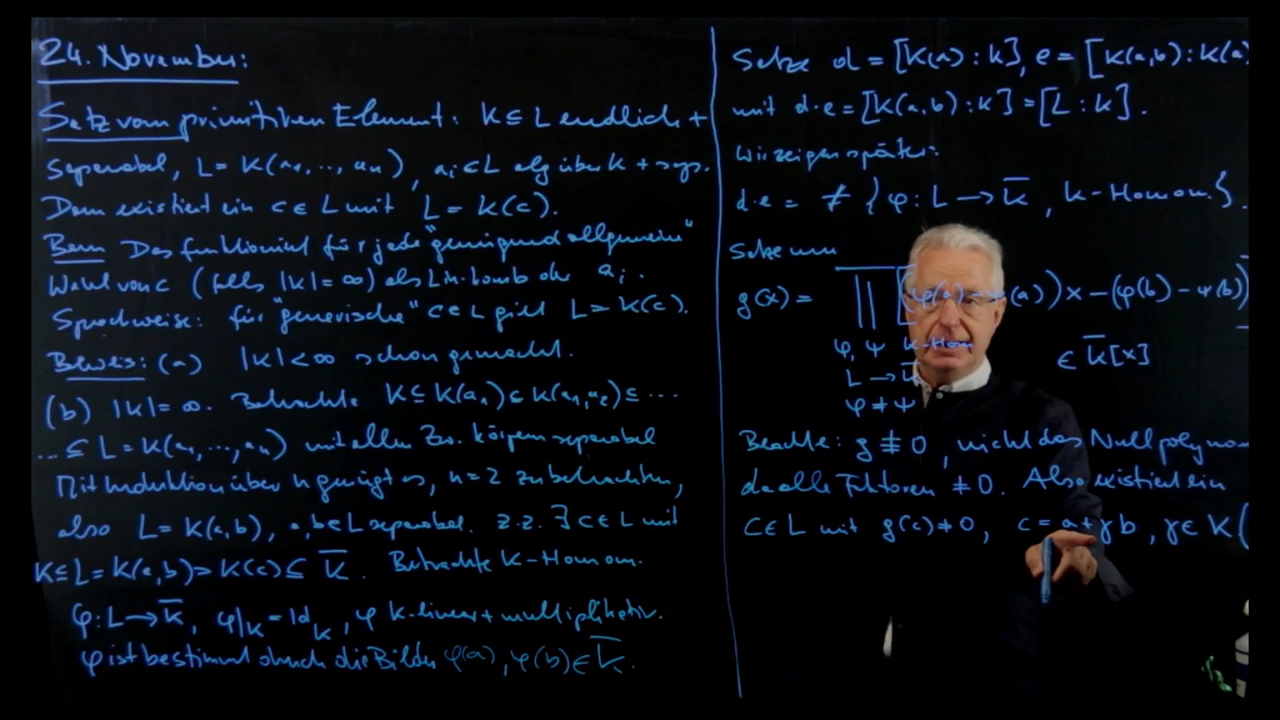 24. November:
Satz vom primitiven Element: K ⊆ L endlich +
separabel, L = K(a₁, .., aₙ), aᵢ ∈ L alg über K + sep.
Dann existiert ein c ∈ L mit L = K(c).
Bem Das funktioniert für jede "genügend allgemeine"
Wahl von c (falls |K| = ∞) als Lin. Komb der aᵢ.
Sprechweise: für "generische" c ∈ L gilt L = K(c).
Beweis: (a) |K| < ∞ schon gemacht.
(b) |K| = ∞. Betrachte K ⊆ K(a₁) ⊆ K(a₁,a₂) ⊆ ...
... ⊆ L = K(a₁, ..., aₙ) mit allen Zw. körpern separabel
Mit Induktion über n genügt es, n = 2 zu betrachten,
also L = K(a,b), a, b ∈ L separabel. z.z. ∃ c ∈ L mit
K ⊆ L = K(a,b) = K(c) ⊆ K̅. Betrachte K-Homom.
φ: L → K̅, φ|_K = Id_K, φ K-linear + multiplikativ.
φ ist bestimmt durch die Bilder φ(a), φ(b) ∈ K̅.
Setze d = [K(a) : K], e = [K(a,b) : K(a)
mit d·e = [K(a,b) : K] = [L : K].
Wir zeigen später:
d·e = # {φ: L → K̅, K-Homom.}.
Setze nun
g(x) = ∏ [(φ(a) − (a)) x − (φ(b) − ψ(b))
φ, ψ K-Hom
L → K̅
φ ≠ ψ
∈ K̅[x]
Beachte: g ≢ 0, nicht das Nullpolynom
da alle Faktoren ≠ 0. Also existiert ein
c ∈ L mit g(c) ≠ 0, c = a + γ b, γ ∈ K (